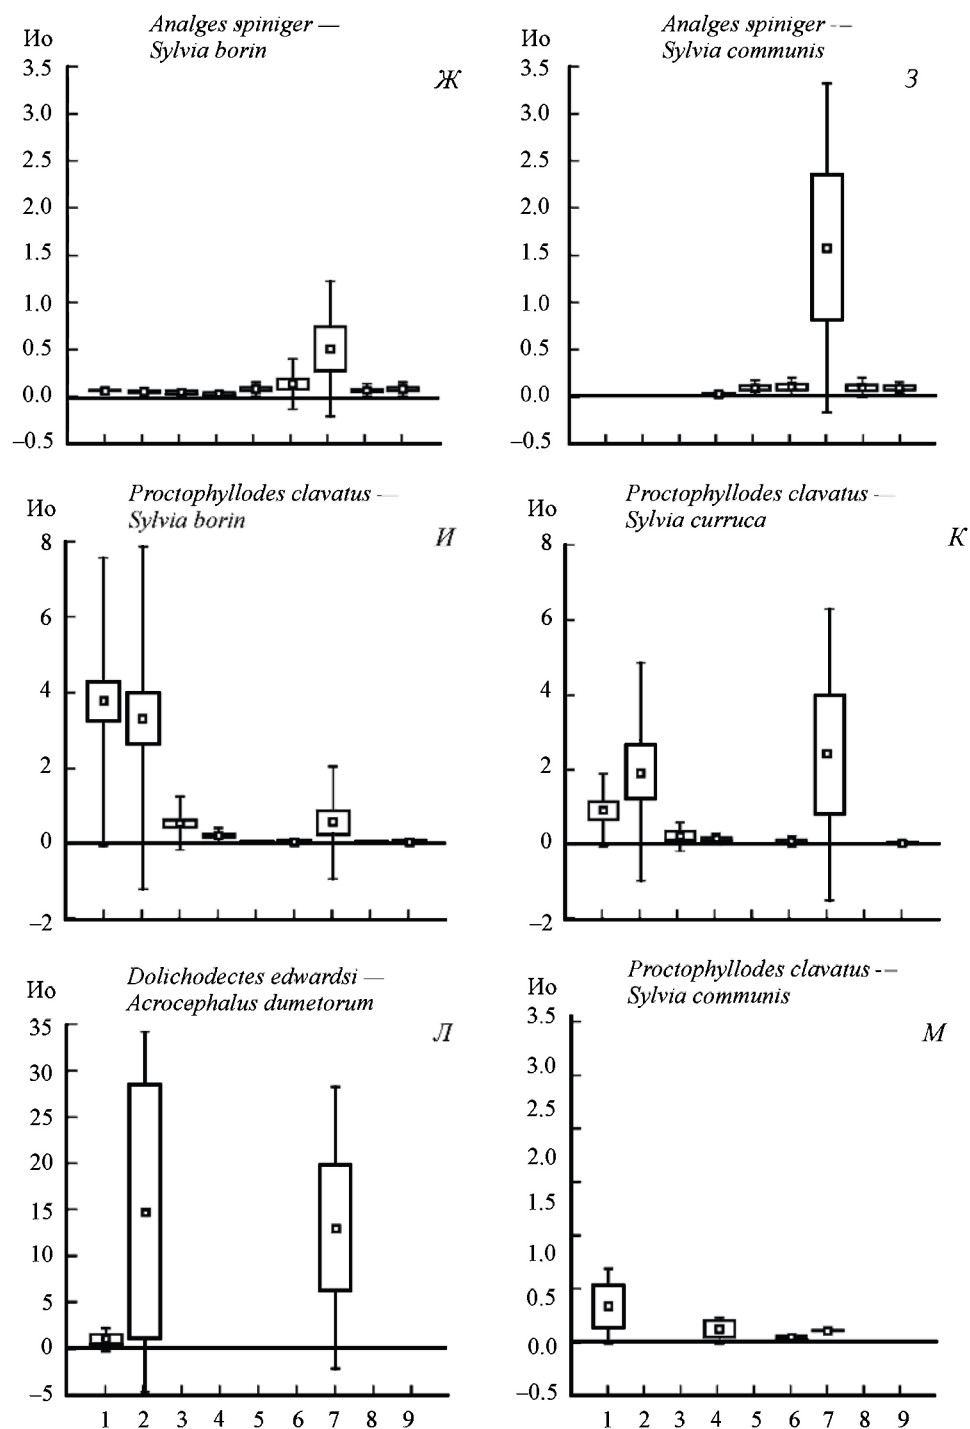 Analges spiniger —
Sylvia borin
Ио
Ж
3.5
3.0
2.5
2.0
1.5
1.0
0.5
0.0
–0.5
Analges spiniger --–
Sylvia communis
Ио
З
3.5
3.0
2.5
2.0
1.5
1.0
0.5
0.0
–0.5
Proctophyllodes clavatus -—
Sylvia borin
Ио
И
8
6
4
2
0
–2
Proctophyllodes clavatus -—
Sylvia curruca
Ио
К
8
6
4
2
0
–2
Dolichodectes edwardsi —
Acrocephalus dumetorum
Ио
Л
35
30
25
20
15
10
5
0
–5
1 2 3 4 5 6 7 8 9
Proctophyllodes clavatus -–
Sylvia communis
Ио
М
3.5
3.0
2.5
2.0
1.5
1.0
0.5
0.0
–0.5
1 2 3 4 5 6 7 8 9